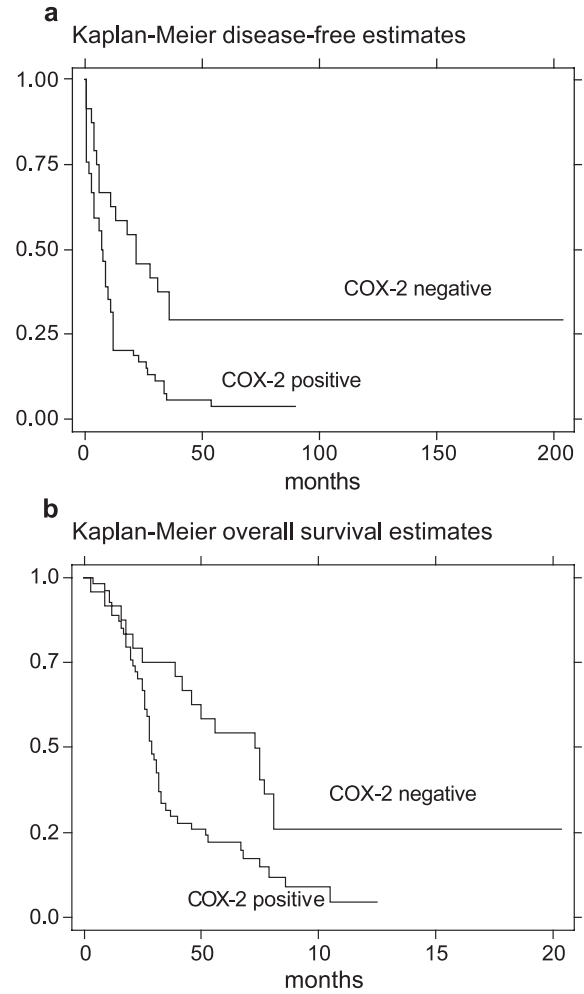 a
Kaplan-Meier disease-free estimates
1.00
0.75
0.50
COX-2 negative
0.25
COX-2 positive
0.00
0 50 100 150 200
months
b
Kaplan-Meier overall survival estimates
1.0
0.7
0.5
COX-2 negative
0.2
COX-2 positive
0.0
0 50 10 15 20
months